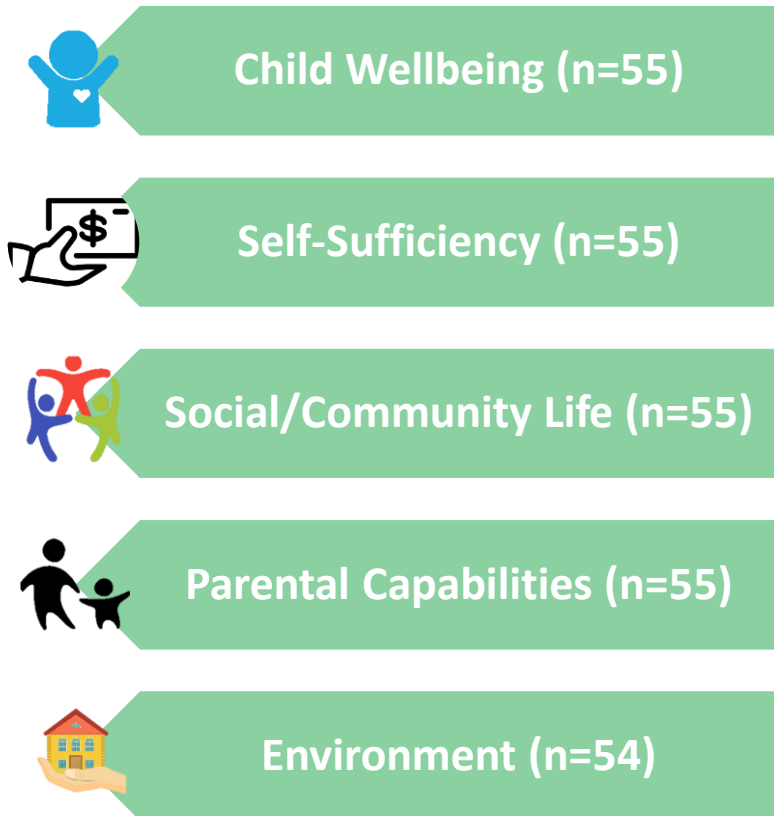 Child Wellbeing (n=55)
$
Self-Sufficiency (n=55)
Social/Community Life (n=55)
Parental Capabilities (n=55)
Environment (n=54)